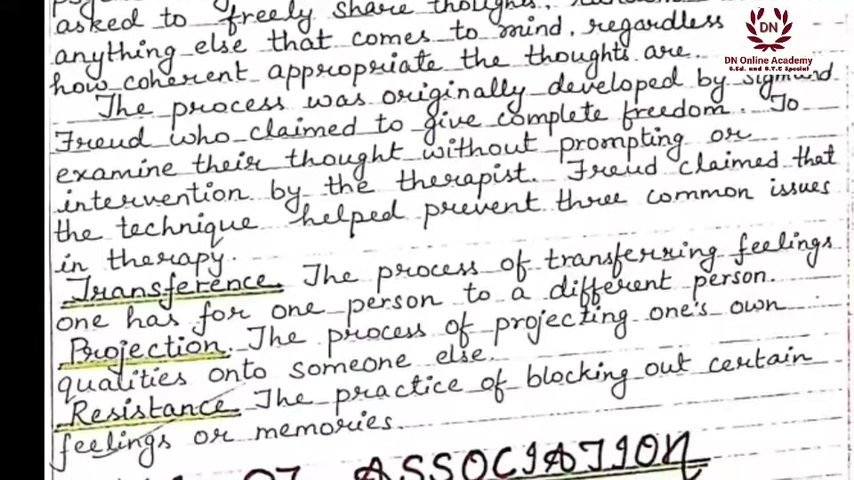 asked to freely share thoughts,
anything else that comes to mind, regardless
how coherent appropriate the thoughts are.
The process was originally developed by Sigmund
Freud who claimed to give complete freedom. To
examine their thought without prompting or
intervention by the therapist. Freud claimed that
the technique helped prevent three common issues
in therapy.
Transference. The process of transferring feelings
one has for one person to a different person.
Projection. The process of projecting one's own
qualities onto someone else.
Resistance. The practice of blocking out certain
feelings or memories.
OF ASSOCIATION
DN
DN Online Academy
B.Ed. and B.T.C Special